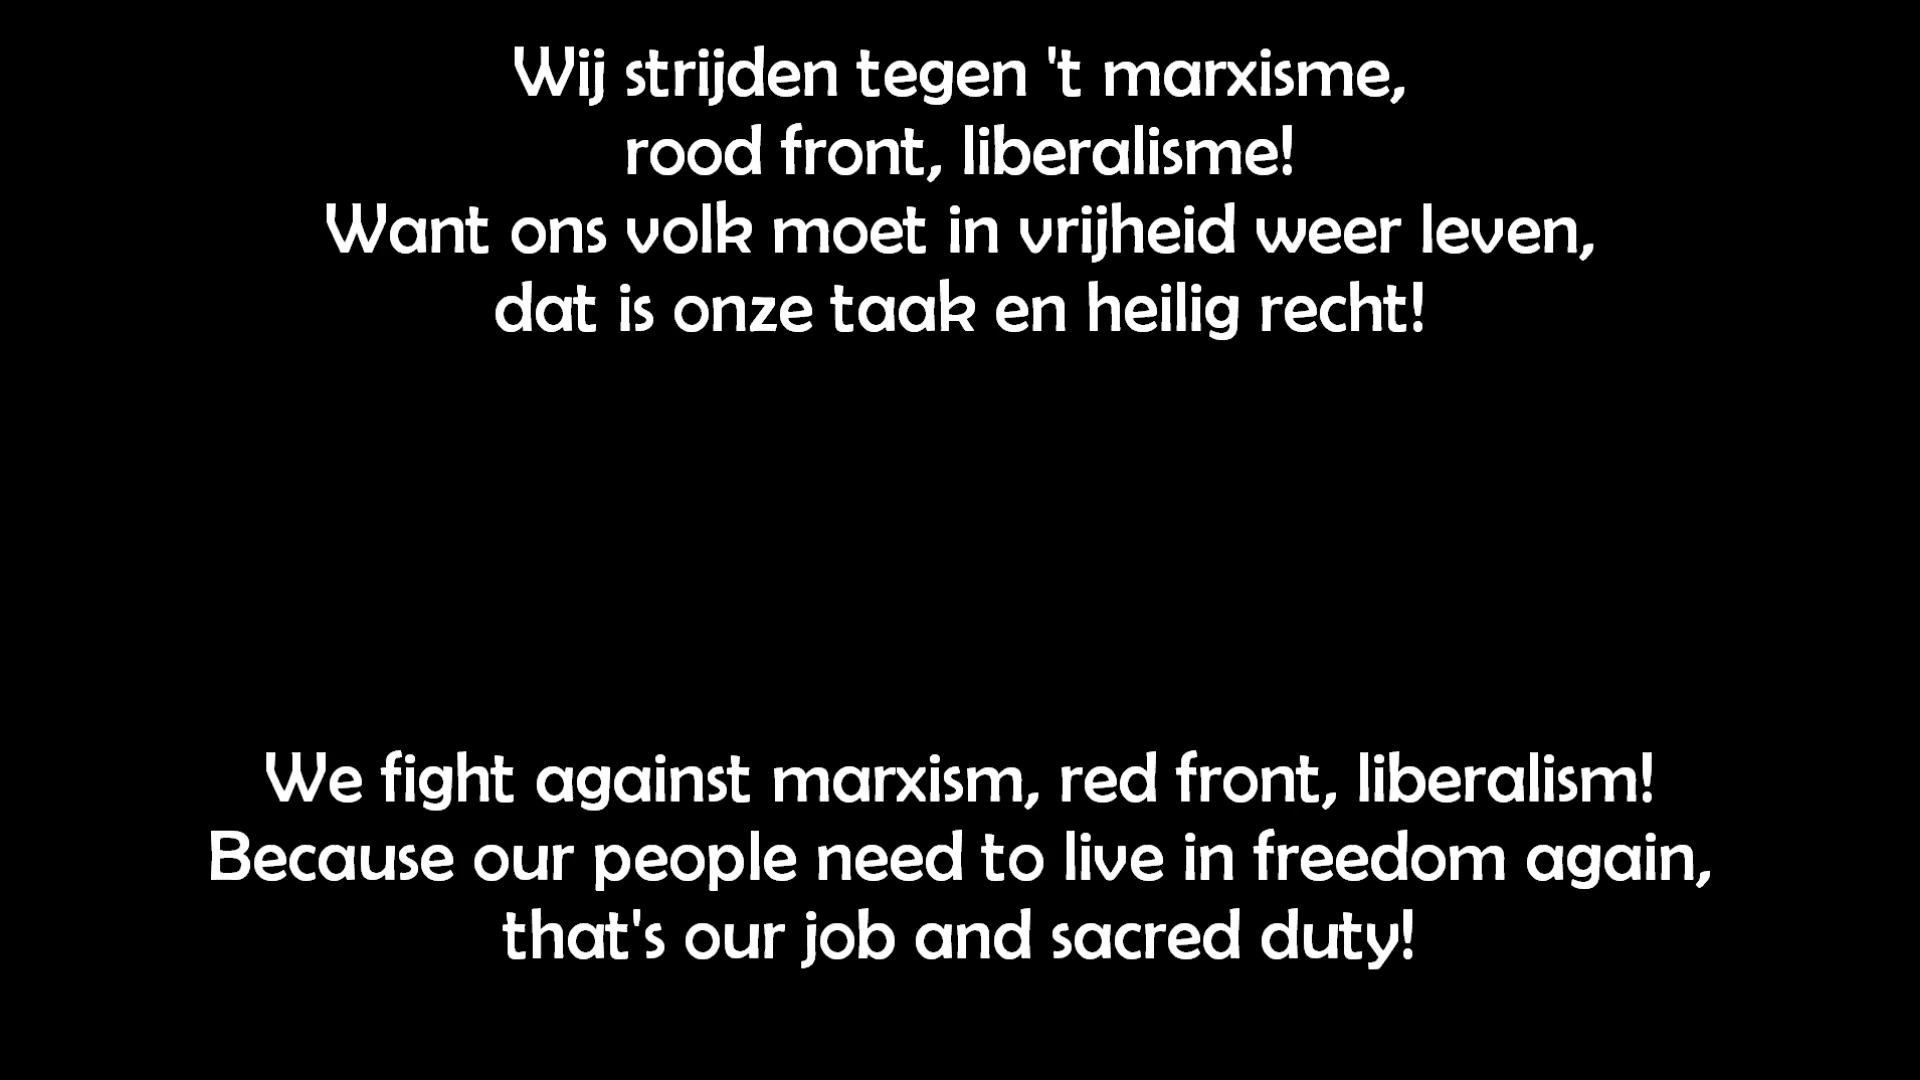 Wij strijden tegen 't marxisme,
rood front, liberalisme!
Want ons volk moet in vrijheid weer leven,
dat is onze taak en heilig recht!
We fight against marxism, red front, liberalism!
Because our people need to live in freedom again,
that's our job and sacred duty!